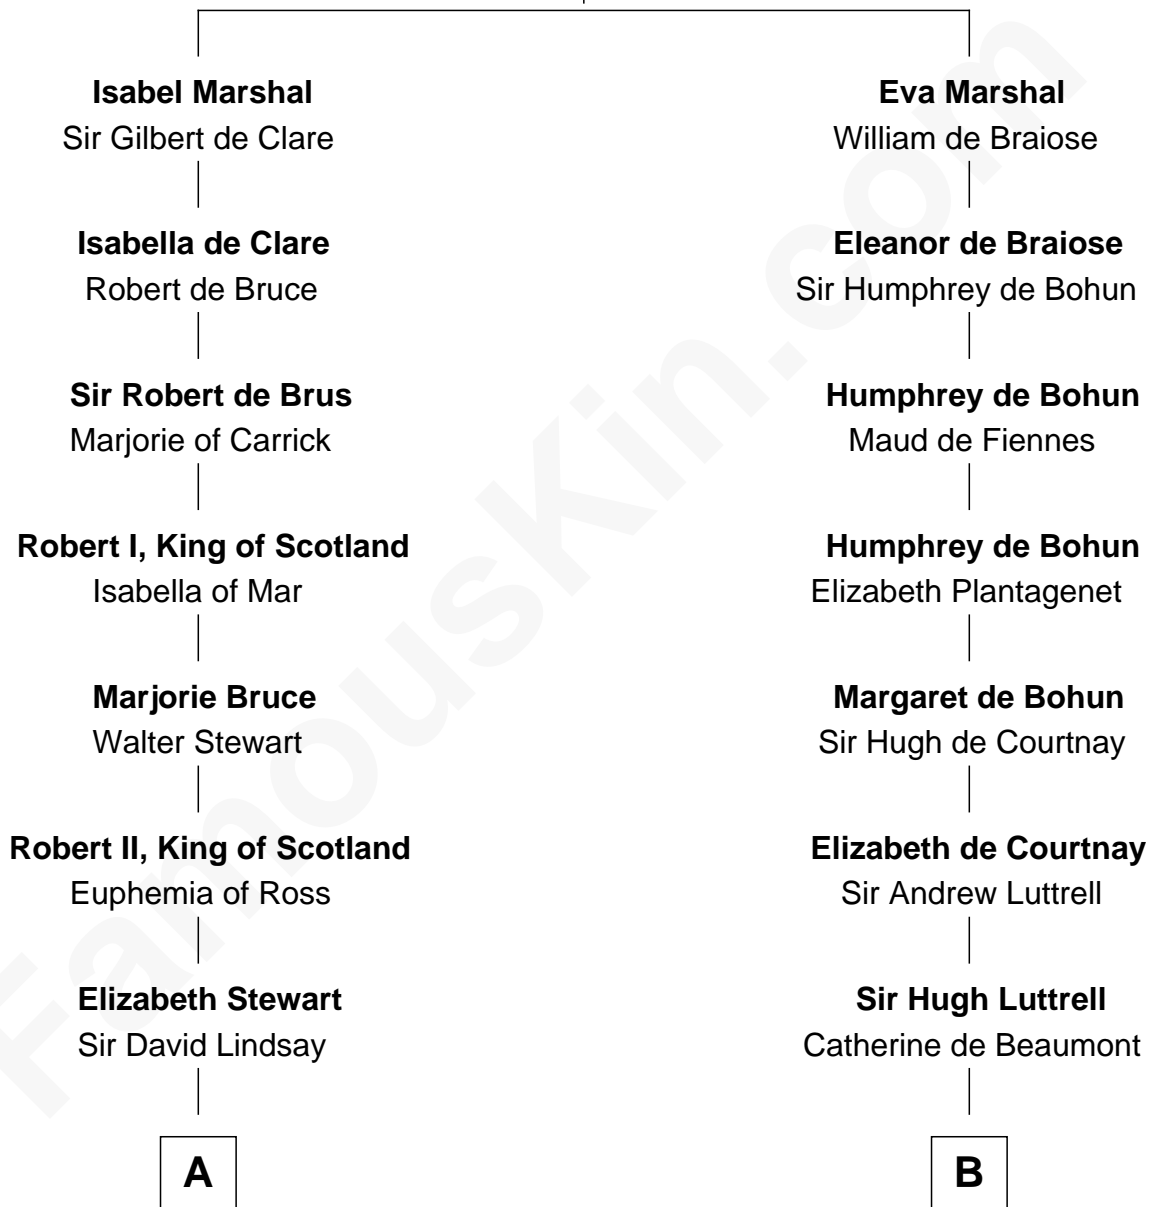 Isabel Marshal
Sir Gilbert de Clare
Isabella de Clare
Robert de Bruce
Sir Robert de Brus
Marjorie of Carrick
Robert I, King of Scotland
Isabella of Mar
Marjorie Bruce
Walter Stewart
Robert II, King of Scotland
Euphemia of Ross
Elizabeth Stewart
Sir David Lindsay
A
Eva Marshal
William de Braiose
Eleanor de Braiose
Sir Humphrey de Bohun
Humphrey de Bohun
Maud de Fiennes
Humphrey de Bohun
Elizabeth Plantagenet
Margaret de Bohun
Sir Hugh de Courtnay
Elizabeth de Courtnay
Sir Andrew Luttrell
Sir Hugh Luttrell
Catherine de Beaumont
B
FamousKin.com